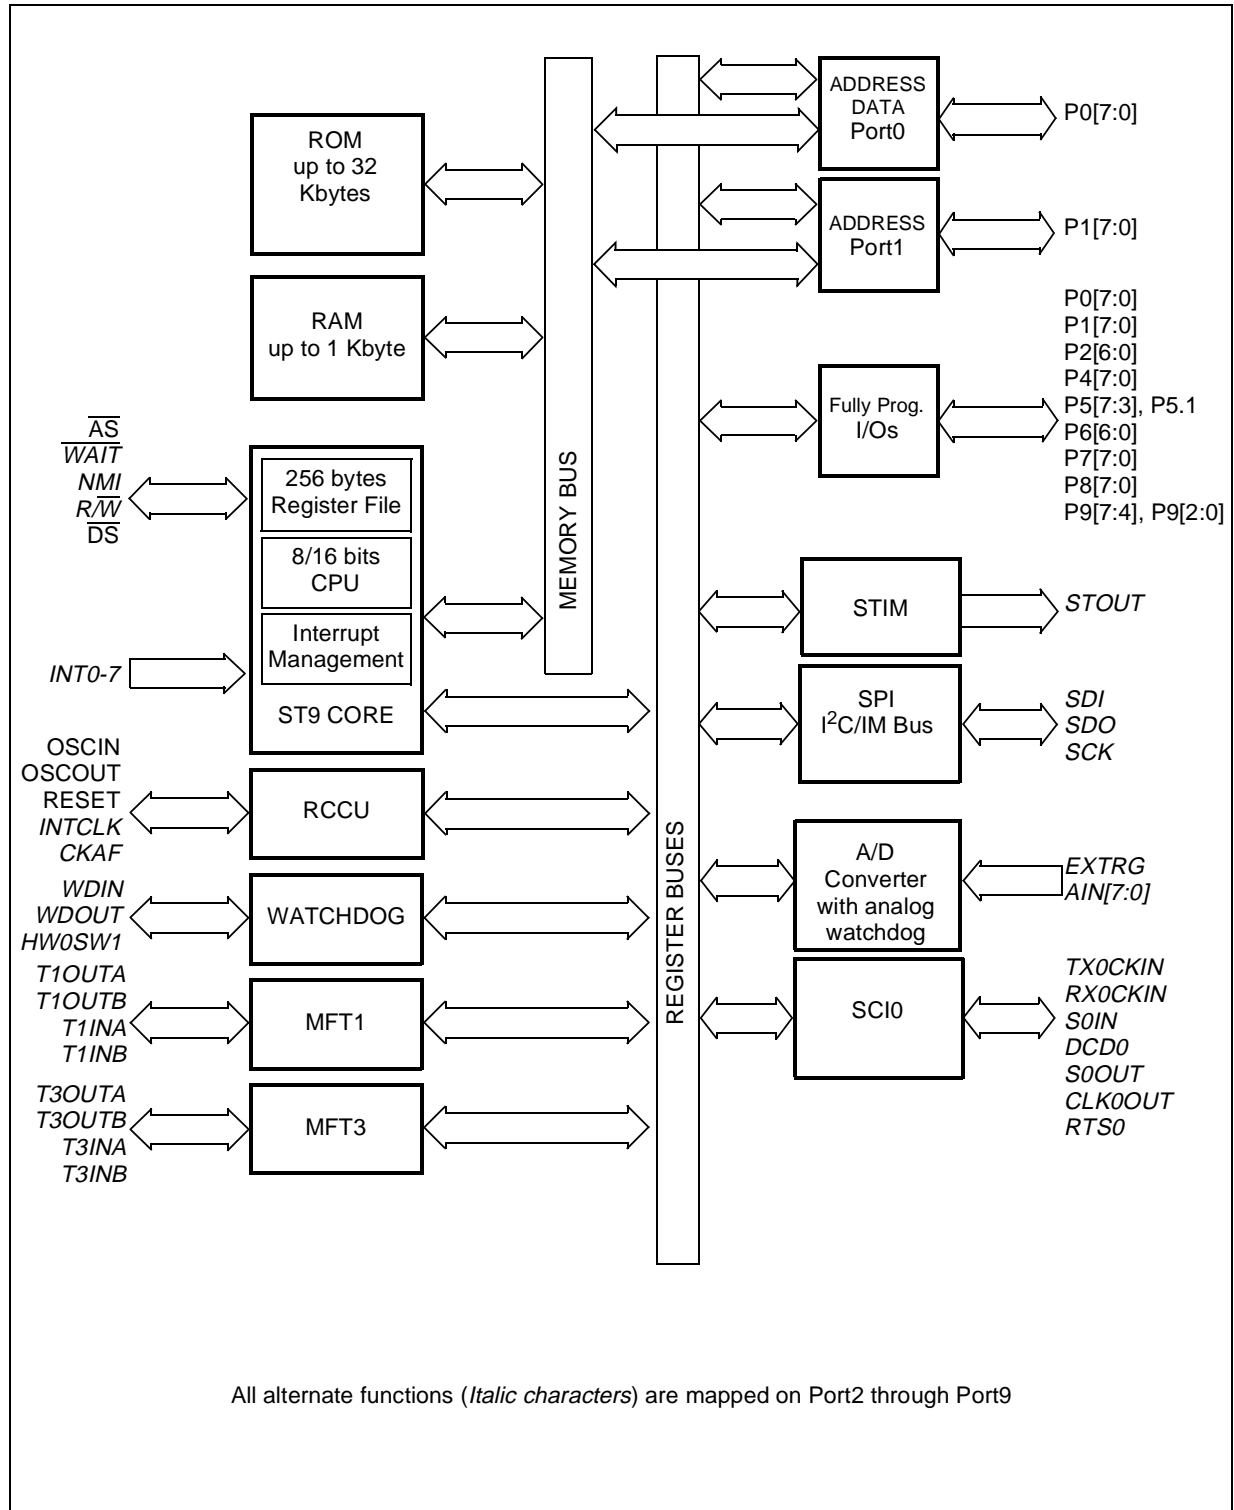 ROM
up to 32
Kbytes
RAM
up to 1 Kbyte
AS
WAIT
NMI
R/W
DS
256 bytes
Register File
8/16 bits
CPU
Interrupt
Management
ST9 CORE
INT0-7
OSCIN
OSCOUT
RESET
INTCLK
CKAF
RCCU
WDIN
WDOUT
HW0SW1
WATCHDOG
T1OUTA
T1OUTB
T1INA
T1INB
MFT1
T3OUTA
T3OUTB
T3INA
T3INB
MFT3
MEMORY BUS
REGISTER BUSES
ADDRESS
DATA
Port0
P0[7:0]
ADDRESS
Port1
P1[7:0]
Fully Prog.
I/Os
P0[7:0]
P1[7:0]
P2[6:0]
P4[7:0]
P5[7:3], P5.1
P6[6:0]
P7[7:0]
P8[7:0]
P9[7:4], P9[2:0]
STIM
STOUT
SPI
I²C/IM Bus
SDI
SDO
SCK
A/D
Converter
with analog
watchdog
EXTRG
AIN[7:0]
SCI0
TX0CKIN
RX0CKIN
S0IN
DCD0
S0OUT
CLK0OUT
RTS0
All alternate functions (Italic characters) are mapped on Port2 through Port9